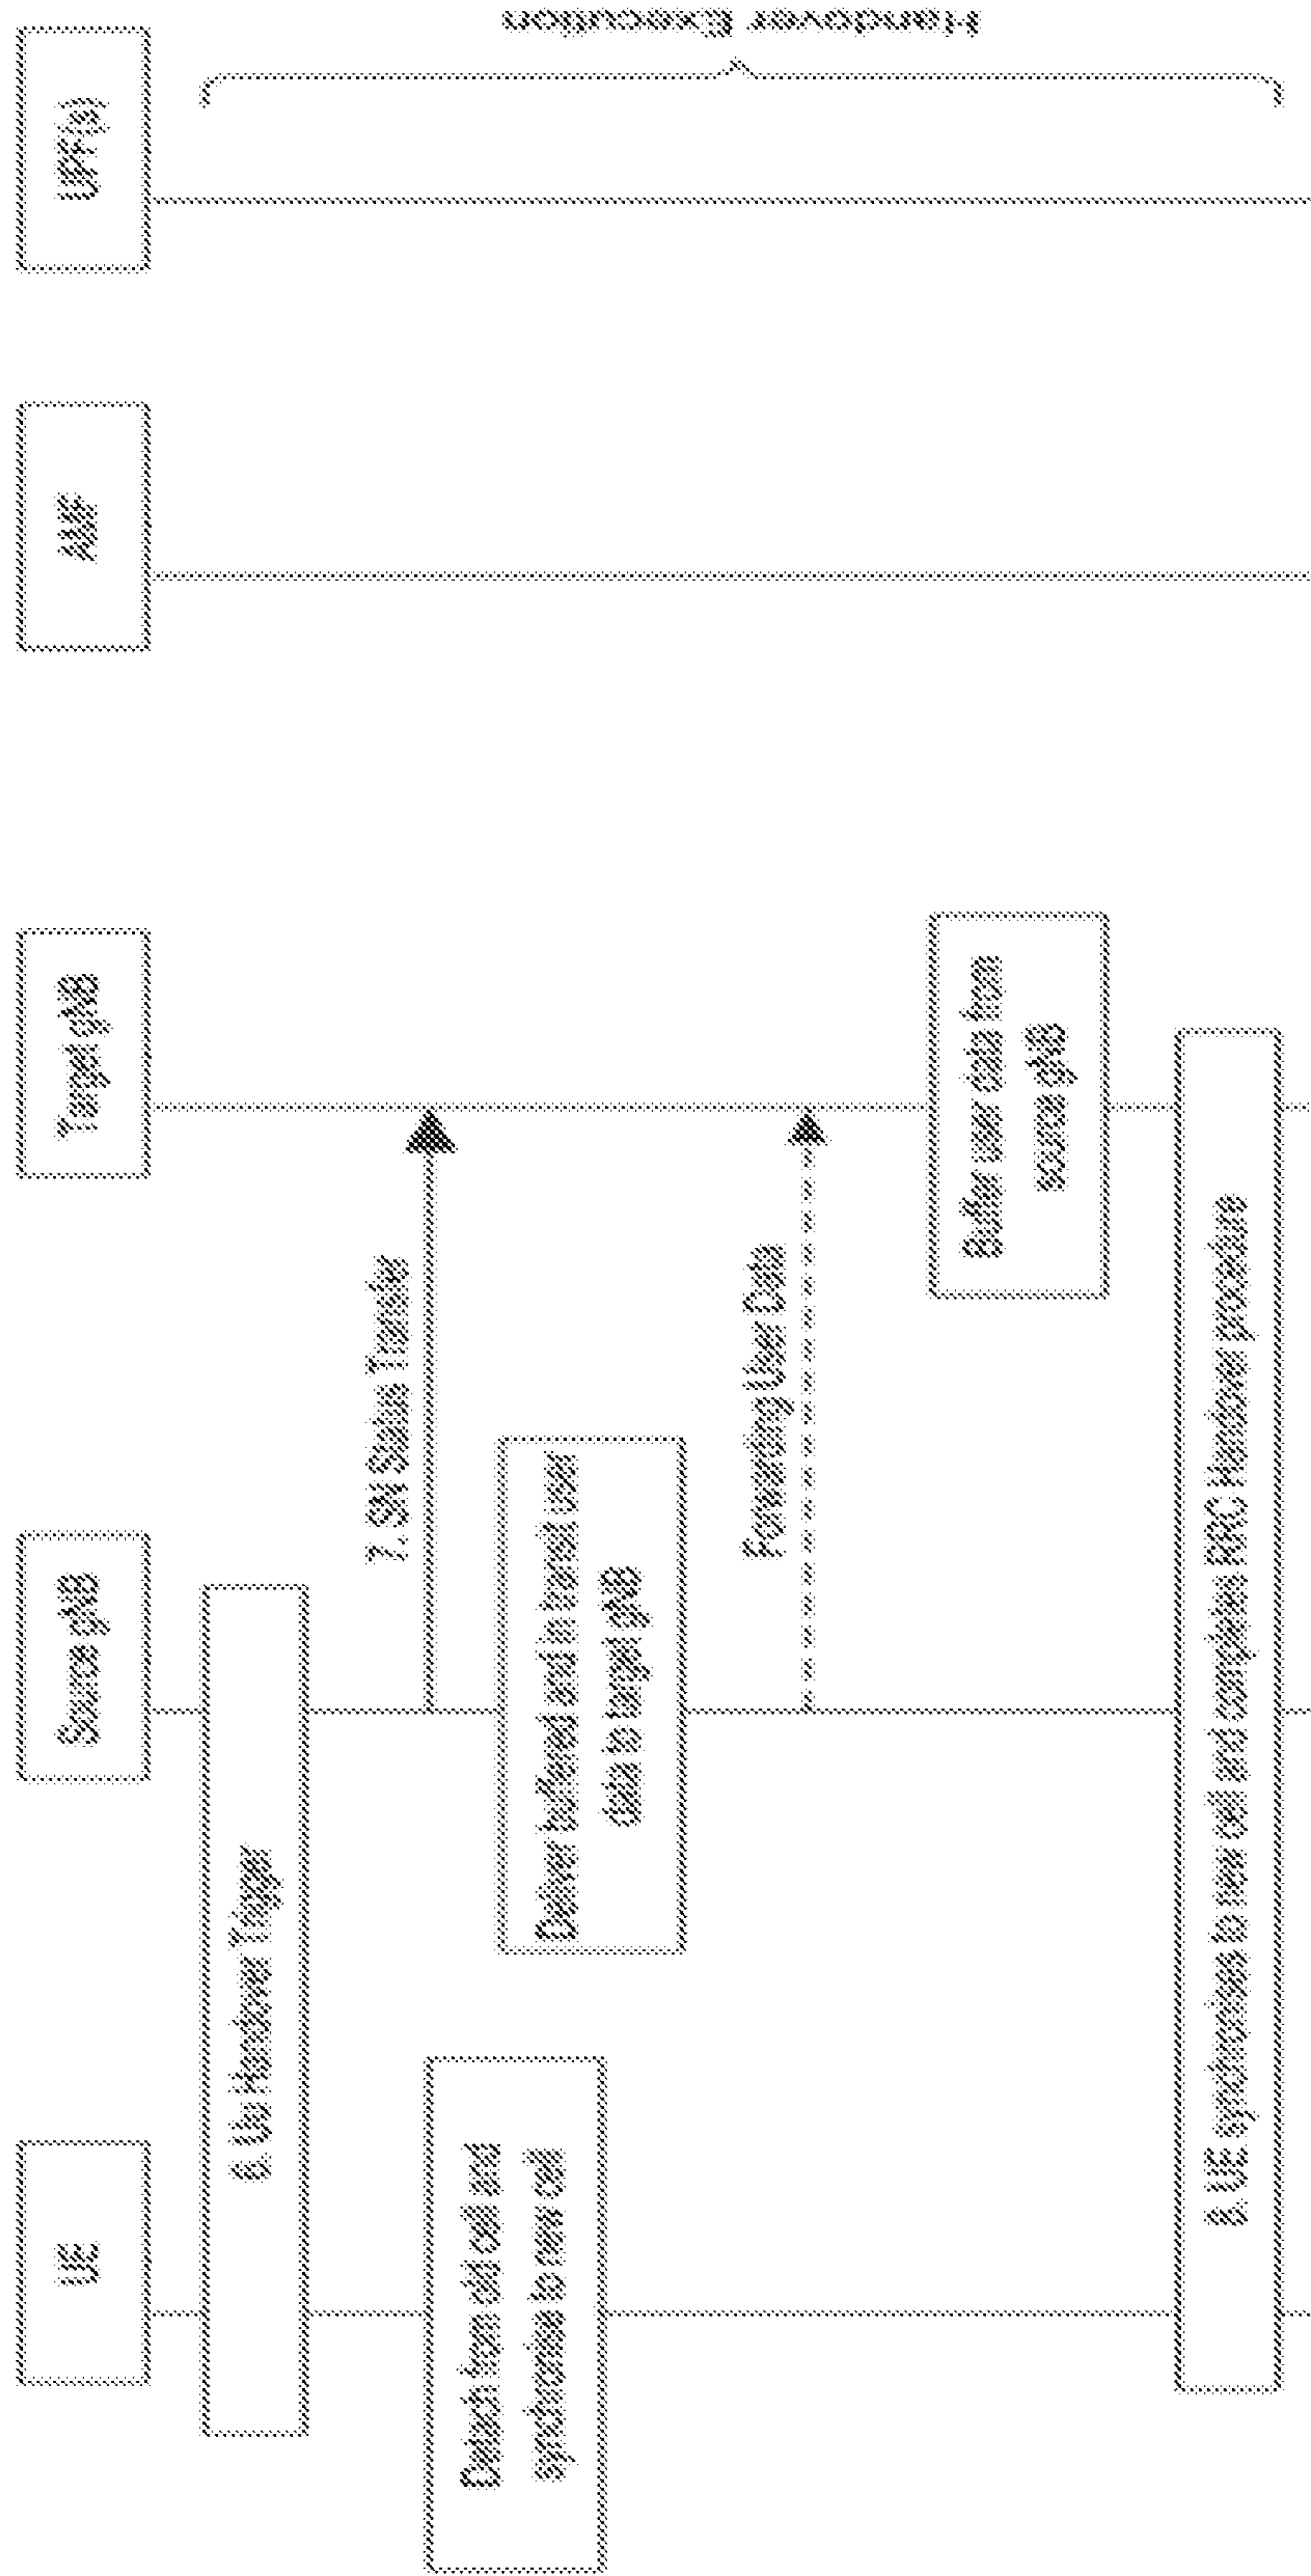 UE
Source gNB
Target gNB
AMF
UPF(s)
6. Uu Handover Trigger
7. SN Status Transfer
Detach from old cell and
synchronise to new cell
Deliver buffered and in transit user
data to target gNB
Forwarding User Data
Buffer user data from
source gNB
8. UE synchronises to new cell and completes RRC Handover procedure
Handover Execution